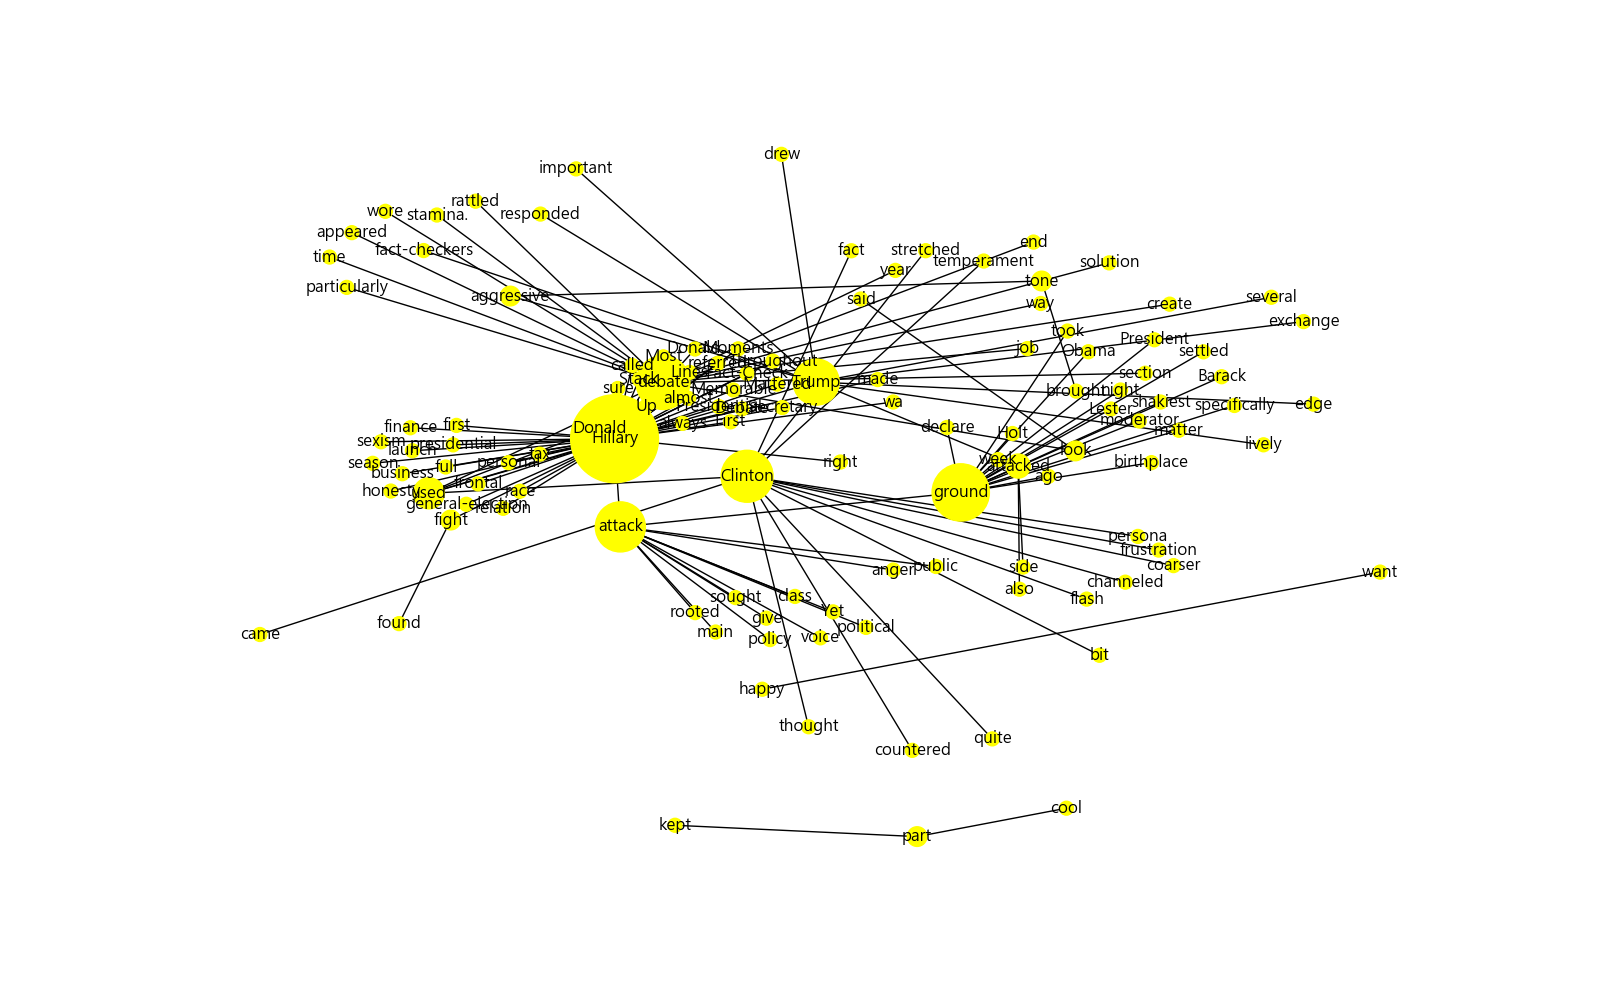 drew
important
rattled
wore
stamina.
responded
appeared
fact-checkers
fact
stretched
end
time
year
temperament
solution
particularly
aggressive
said
tone
way
create
several
exchange
took
President
Donald
Moments
job
Obama
settled
Most
called
referred
Throughout
Lines
Fact-Check
section
Barack
Stack
debate
sure
Mattered
Trump
made
Memorable
brought
night
almost
wa
Lester
shakiest
specifically
edge
Up
Presidential
Debate
Secretary
always
First
moderator
matter
Donald
Hillary
finance
first
declare
Holt
sexism
launch
presidential
lively
look
tax
season
business
full
personal
right
week
attacked
birthplace
ago
Clinton
honesty
used
frontal
race
ground
general-election
relation
fight
attack
persona
frustration
coarser
anger
public
side
channeled
want
also
flash
sought
class
rooted
give
Yet
found
came
main
policy
voice
political
bit
happy
thought
countered
quite
cool
kept
part